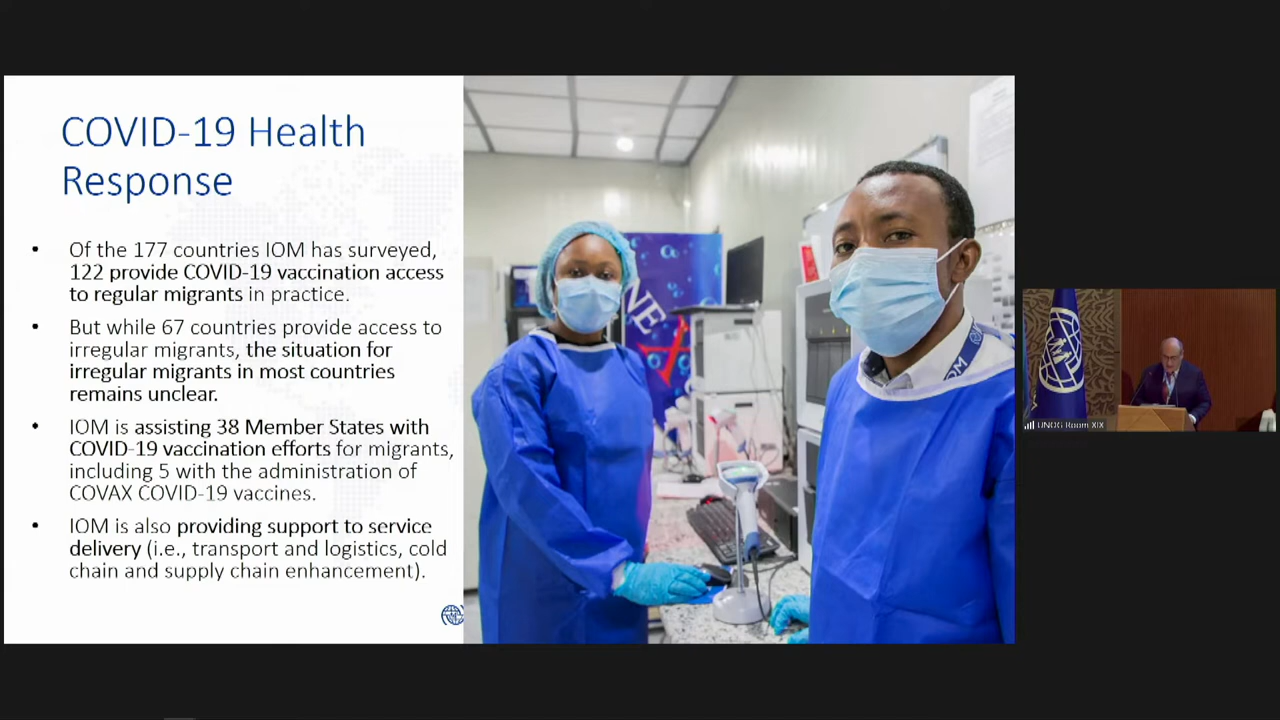 COVID-19 Health
Response
• Of the 177 countries IOM has surveyed,
122 provide COVID-19 vaccination access
to regular migrants in practice.
• But while 67 countries provide access to
irregular migrants, the situation for
irregular migrants in most countries
remains unclear.
• IOM is assisting 38 Member States with
COVID-19 vaccination efforts for migrants,
including 5 with the administration of
COVAX COVID-19 vaccines.
• IOM is also providing support to service
delivery (i.e., transport and logistics, cold
chain and supply chain enhancement).
NE
IOM
UNOG Room XIX